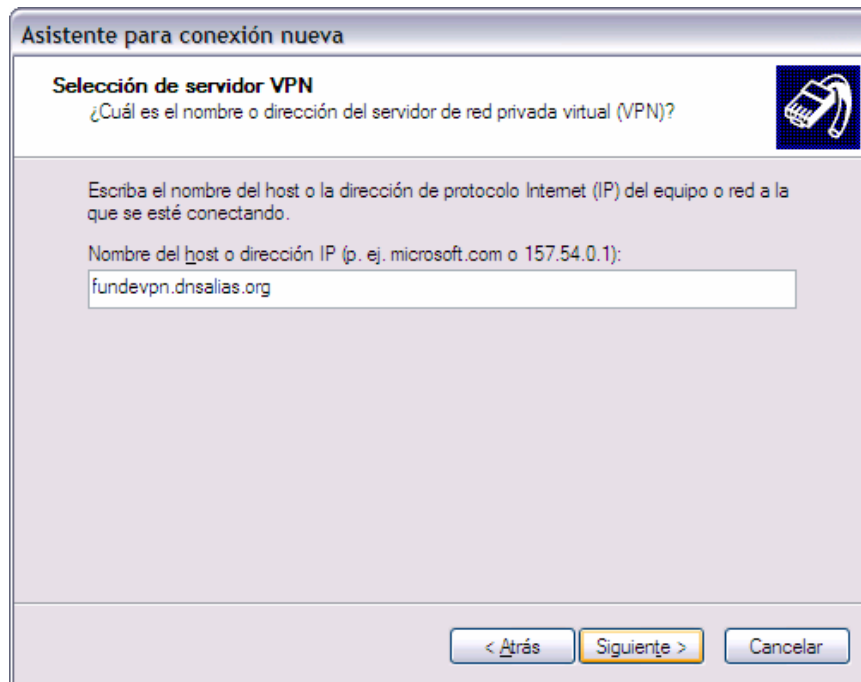 Asistente para conexión nueva
Selección de servidor VPN
¿Cuál es el nombre o dirección del servidor de red privada virtual (VPN)?
Escriba el nombre del host o la dirección de protocolo Internet (IP) del equipo o red a la
que se esté conectando.
Nombre del host o dirección IP (p. ej. microsoft.com o 157.54.0.1):
fundevpn.dnsalias.org
< Atrás Siguiente > Cancelar